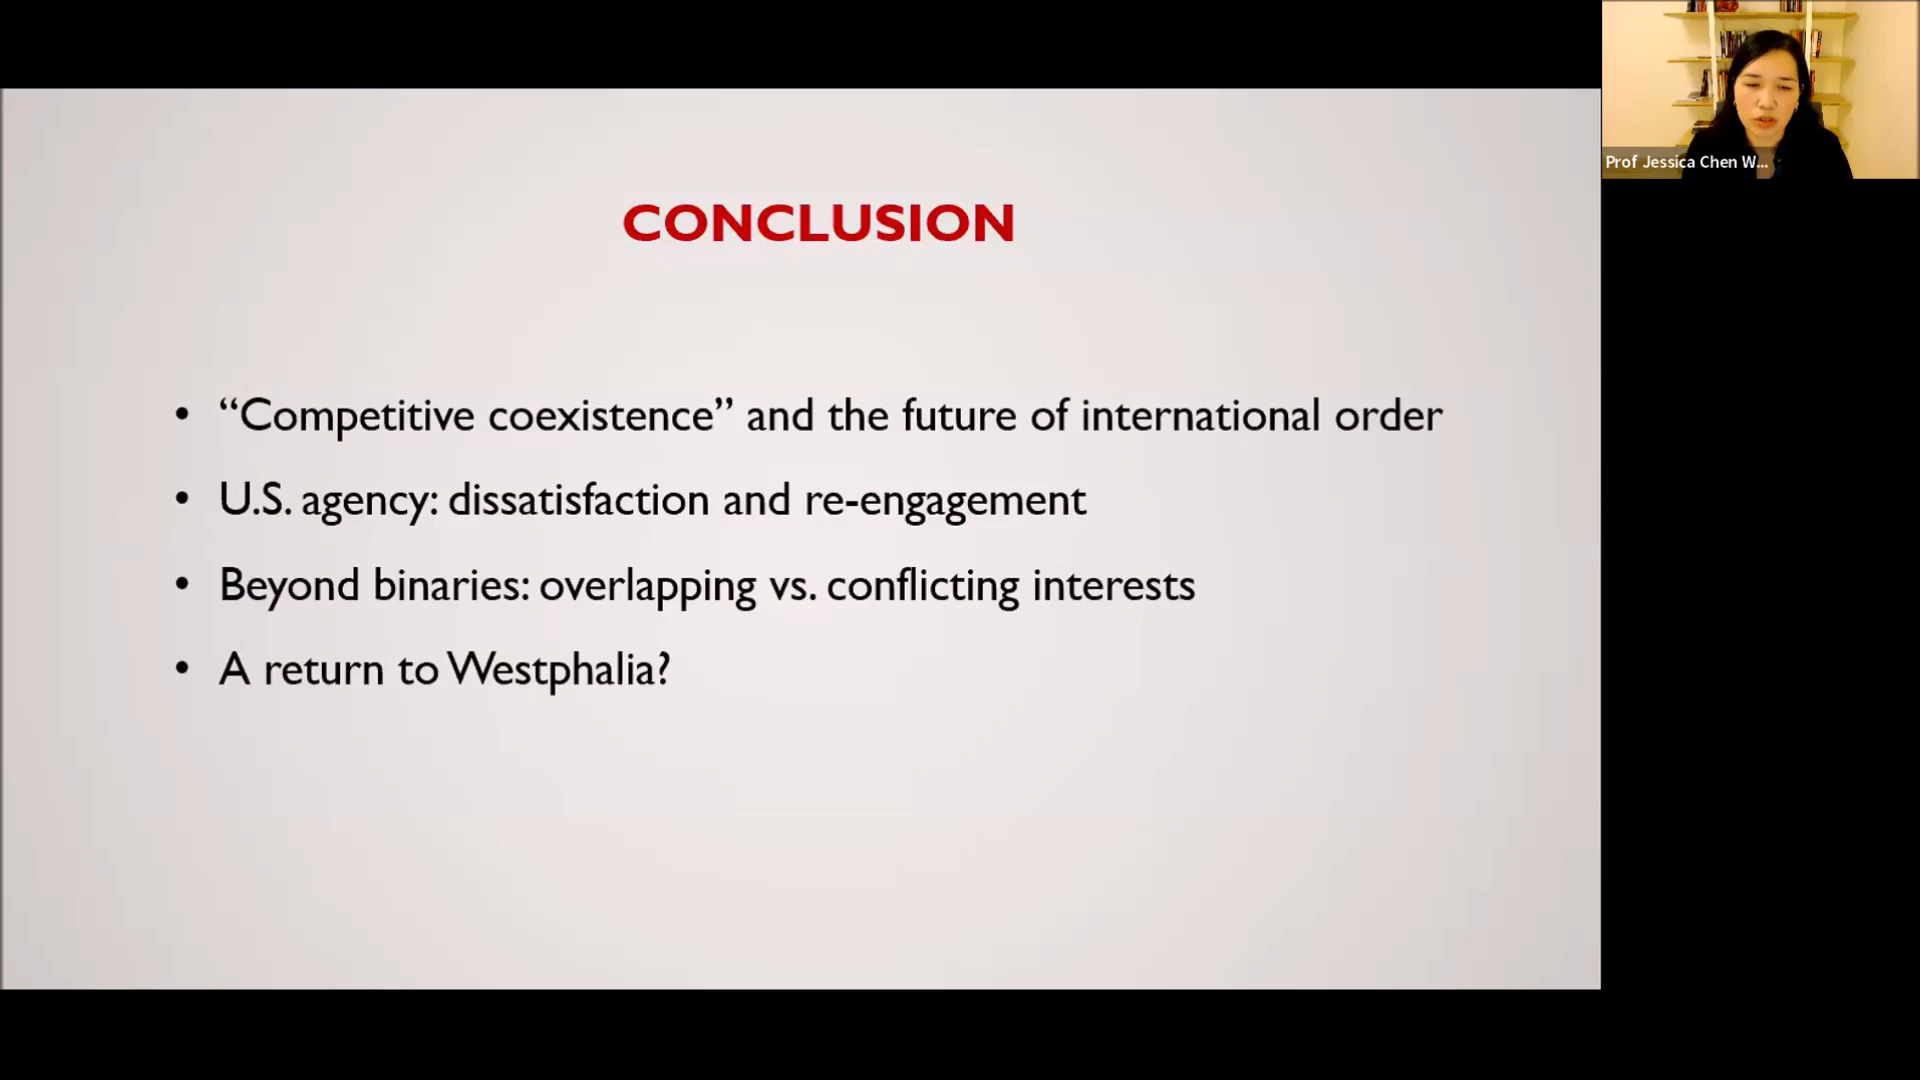 Prof Jessica Chen W...
CONCLUSION
• “Competitive coexistence” and the future of international order
• U.S. agency: dissatisfaction and re-engagement
• Beyond binaries: overlapping vs. conflicting interests
• A return to Westphalia?